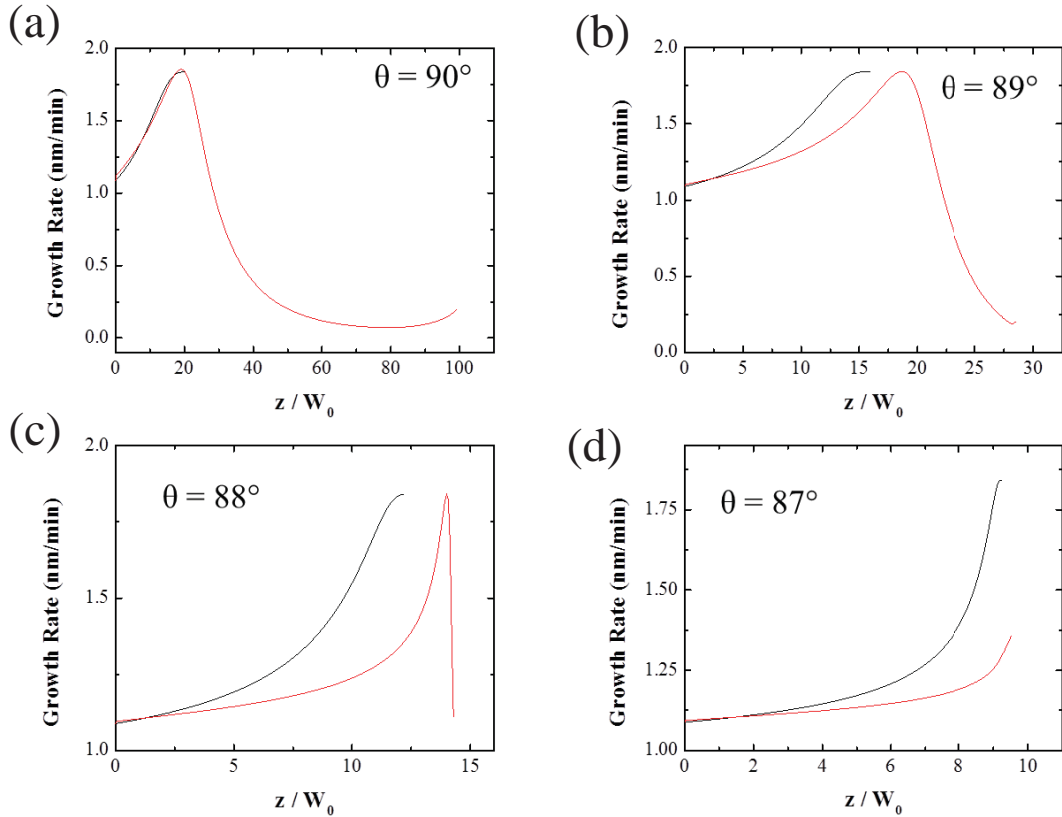 (a)
θ = 90°
Growth Rate (nm/min)
2.0
1.5
1.0
0.5
0.0
0 20 40 60 80 100
z / W₀
(b)
θ = 89°
Growth Rate (nm/min)
2.0
1.5
1.0
0.5
0.0
0 5 10 15 20 25 30
z / W₀
(c)
θ = 88°
Growth Rate (nm/min)
2.0
1.5
1.0
0 5 10 15
z / W₀
(d)
θ = 87°
Growth Rate (nm/min)
1.75
1.50
1.25
1.00
0 2 4 6 8 10
z / W₀